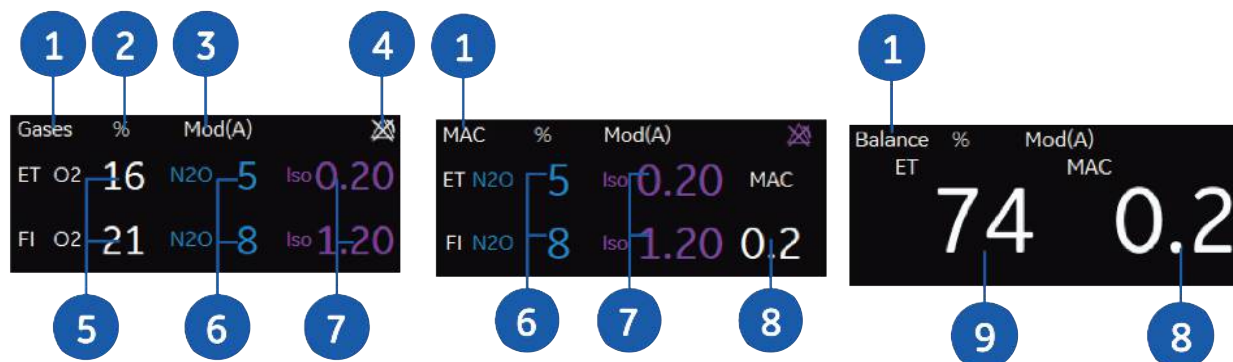 1 2 3 4 1 1
Gases % Mod(A)
ET O2 16 N2O 5 Iso 0.20
FI O2 21 N2O 8 Iso 1.20
5 6 7
MAC % Mod(A)
ET N2O 5 Iso 0.20 MAC
FI N2O 8 Iso 1.20 0.2
6 7 8
Balance % Mod(A)
ET MAC
74 0.2
9 8